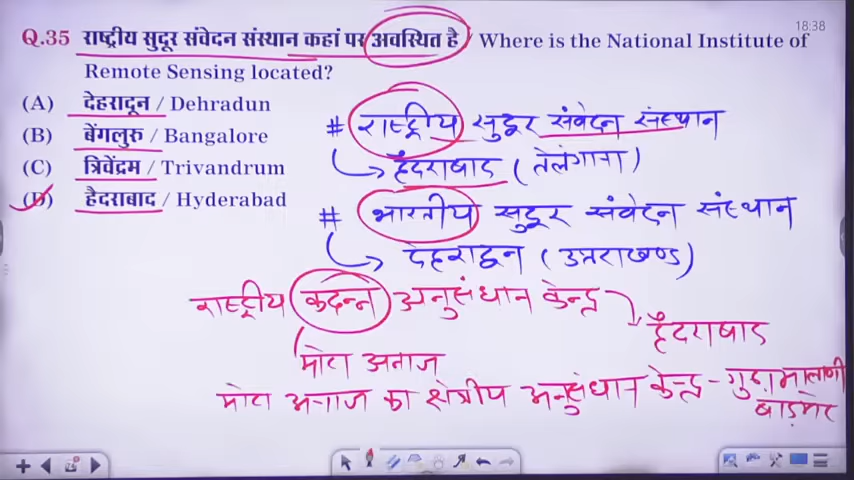 18:38
Q.35 राष्ट्रीय सुदूर संवेदन संस्थान कहां पर अवस्थित है/ Where is the National Institute of
Remote Sensing located?
(A) देहरादून / Dehradun
(B) बेंगलुरु / Bangalore
(C) त्रिवेंद्रम / Trivandrum
(D) हैदराबाद / Hyderabad
# राष्ट्रीय सुदूर संवेदन संस्थान
हैदराबाद (तेलंगाना)
# भारतीय सुदूर संवेदन संस्थान
देहरादून (उत्तराखण्ड)
राष्ट्रीय कदन्न अनुसंधान केन्द्र
हैदराबाद
मोटा अनाज
मोटा अनाज का क्षेत्रीय अनुसंधान केन्द्र - गुढ़ामालाणी
बाड़मेर